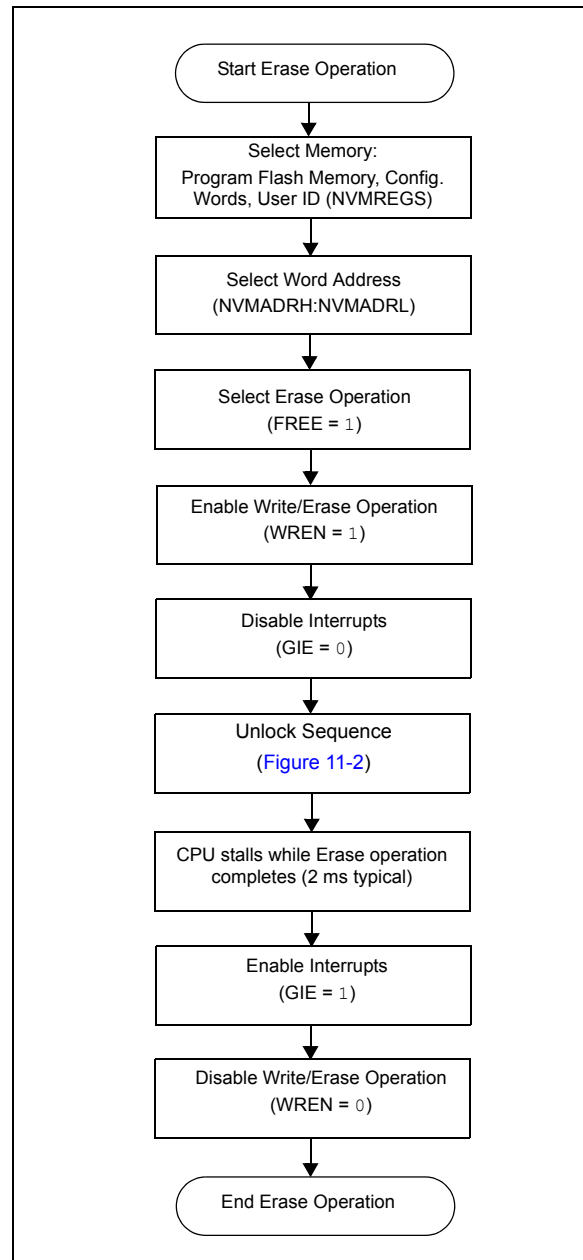 Start Erase Operation
Select Memory:
Program Flash Memory, Config.
Words, User ID (NVMREGS)
Select Word Address
(NVMADRH:NVMADRL)
Select Erase Operation
(FREE = 1)
Enable Write/Erase Operation
(WREN = 1)
Disable Interrupts
(GIE = 0)
Unlock Sequence
(Figure 11-2)
CPU stalls while Erase operation
completes (2 ms typical)
Enable Interrupts
(GIE = 1)
Disable Write/Erase Operation
(WREN = 0)
End Erase Operation